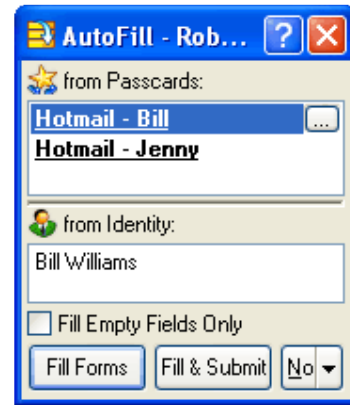 AutoFill - Rob...
from Passcards:
Hotmail - Bill ...
Hotmail - Jenny
from Identity:
Bill Williams
Fill Empty Fields Only
Fill Forms Fill & Submit No